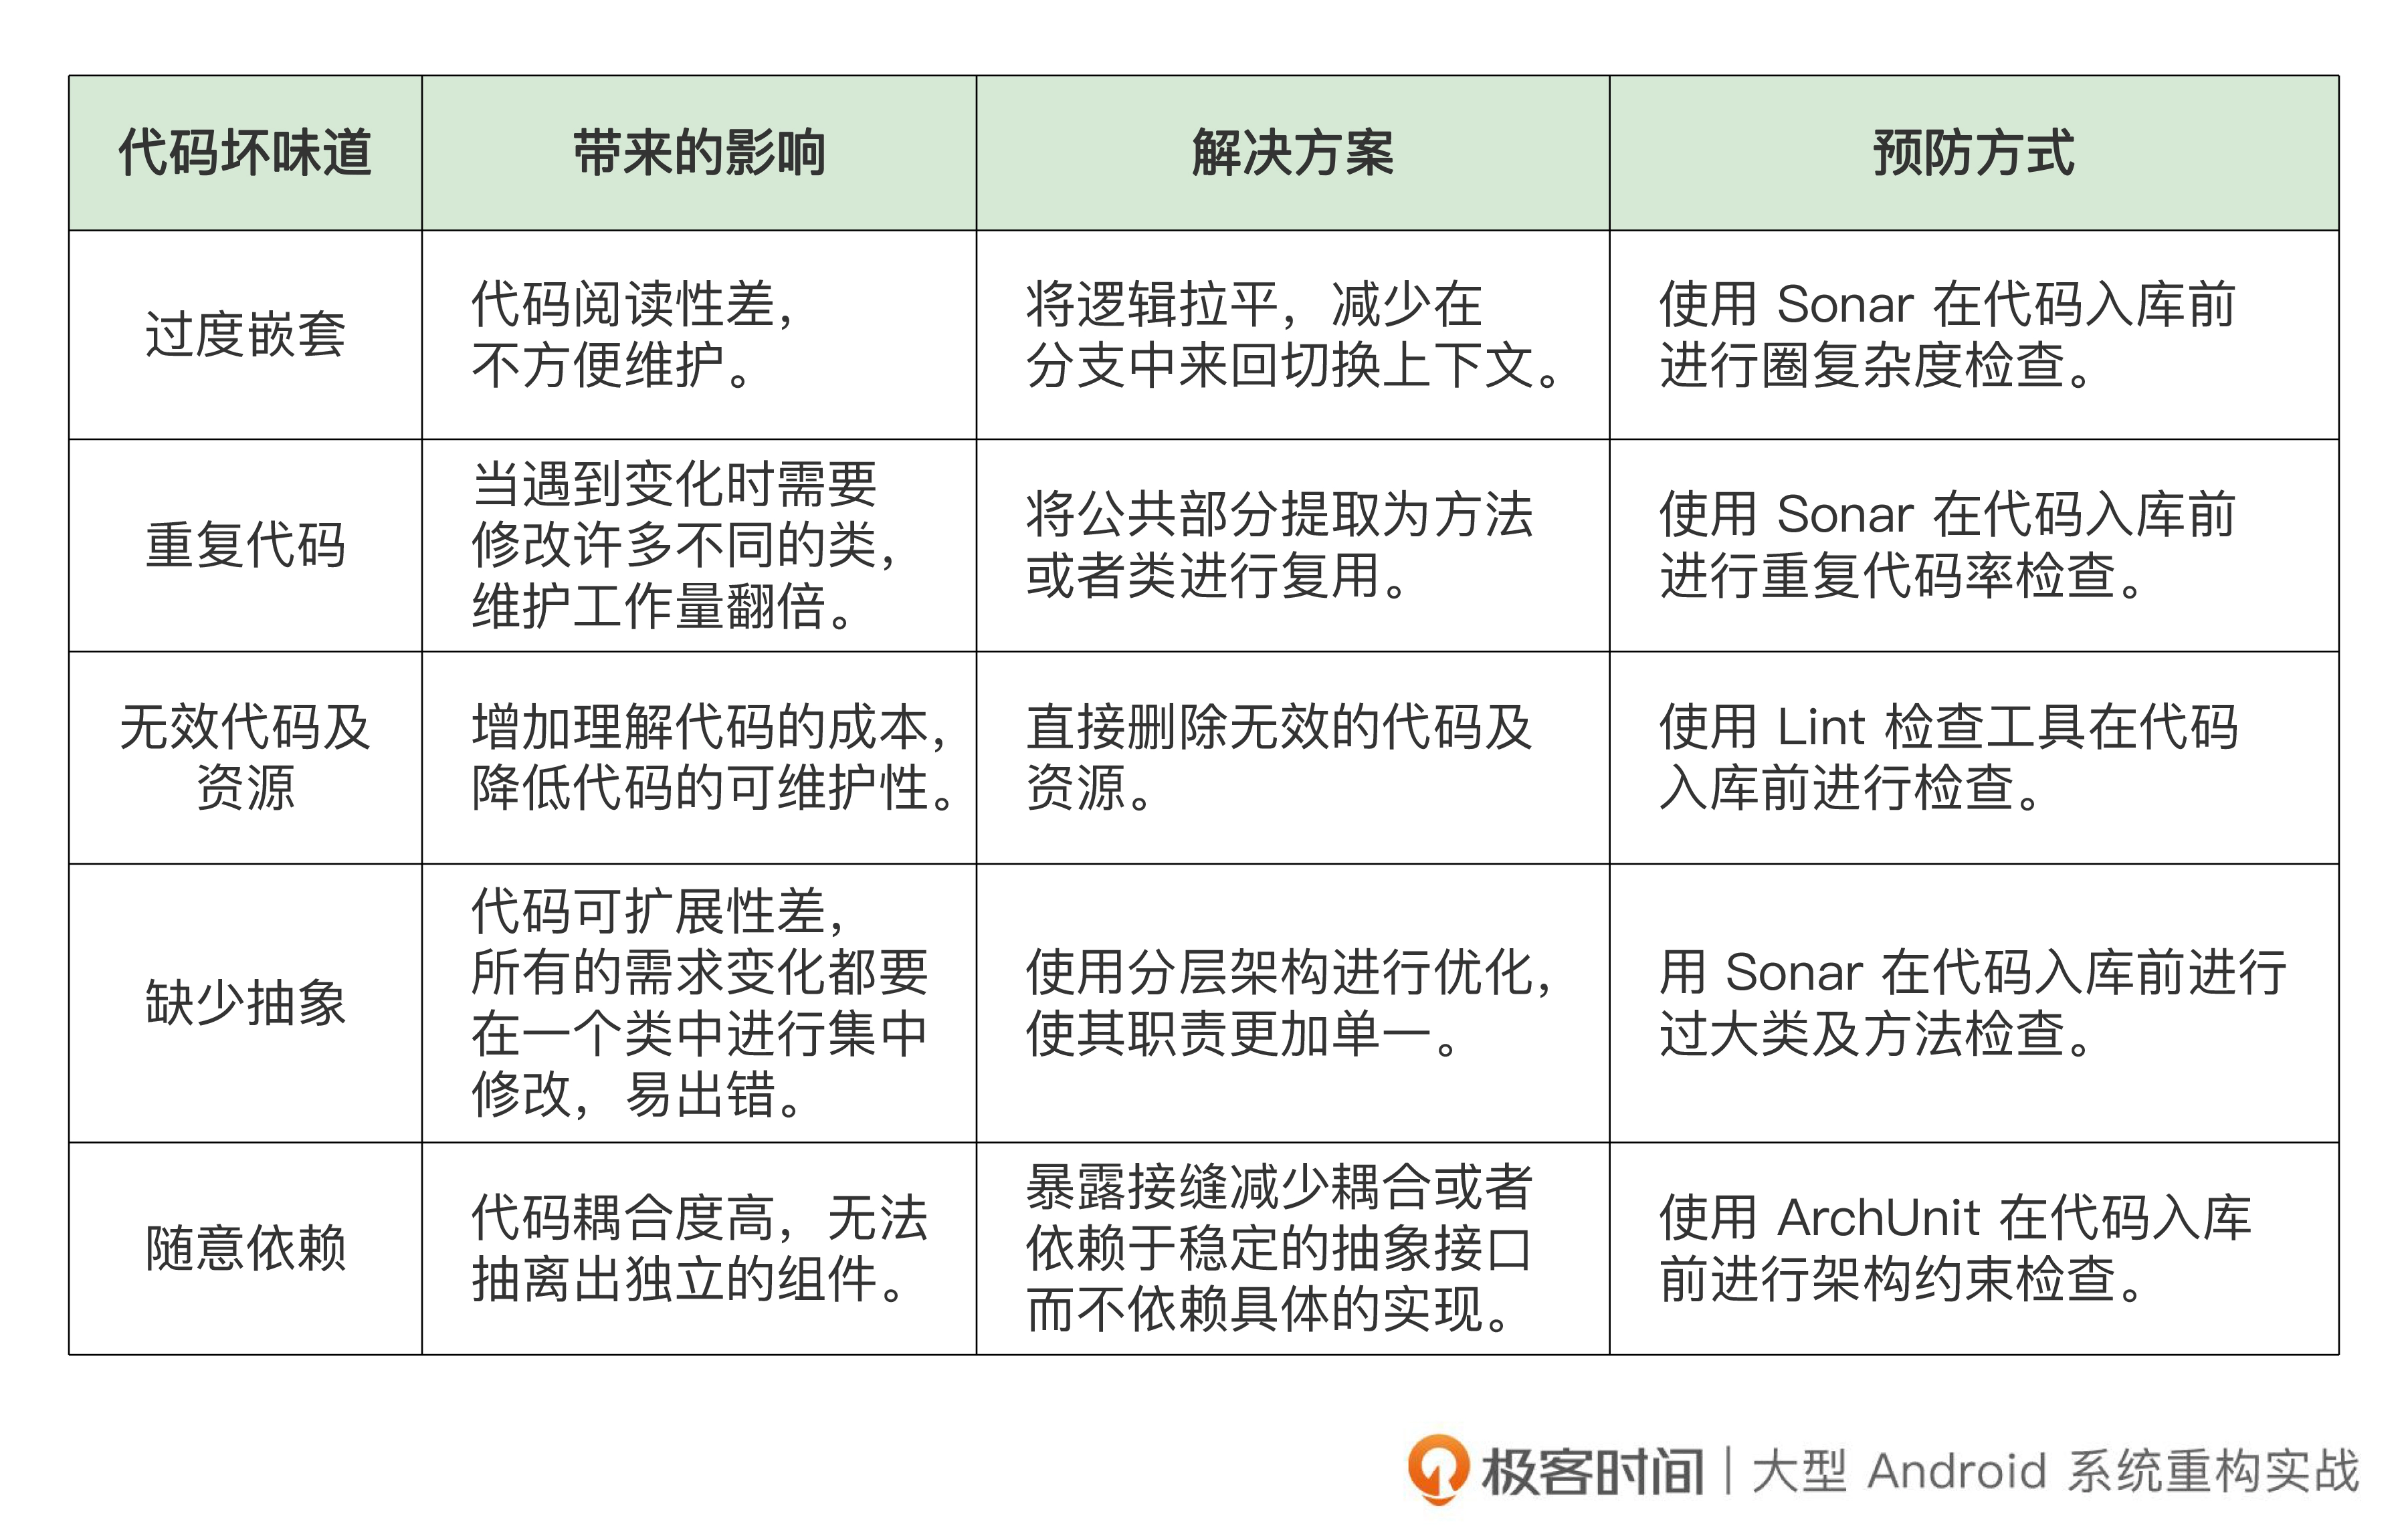 代码坏味道
带来的影响
解决方案
预防方式
过度嵌套
代码阅读性差，
不方便维护。
将逻辑拉平，减少在
分支中来回切换上下文。
使用 Sonar 在代码入库前
进行圈复杂度检查。
重复代码
当遇到变化时需要
修改许多不同的类，
维护工作量翻倍。
将公共部分提取为方法
或者类进行复用。
使用 Sonar 在代码入库前
进行重复代码率检查。
无效代码及
资源
增加理解代码的成本，
降低代码的可维护性。
直接删除无效的代码及
资源。
使用 Lint 检查工具在代码
入库前进行检查。
缺少抽象
代码可扩展性差，
所有的需求变化都要
在一个类中进行集中
修改，易出错。
使用分层架构进行优化，
使其职责更加单一。
用 Sonar 在代码入库前进行
过大类及方法检查。
随意依赖
代码耦合度高，无法
抽离出独立的组件。
暴露接缝减少耦合或者
依赖于稳定的抽象接口
而不依赖具体的实现。
使用 ArchUnit 在代码入库
前进行架构约束检查。
极客时间｜大型 Android 系统重构实战